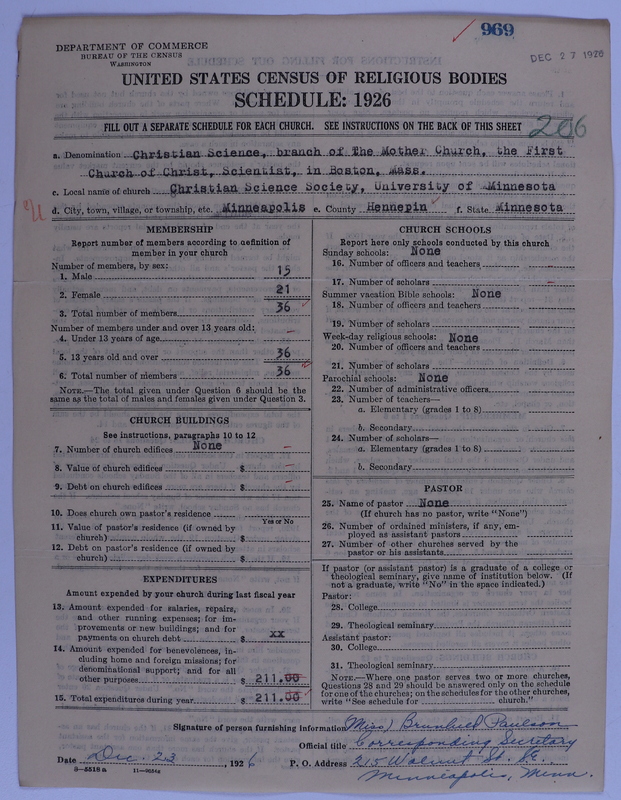 969
DEC 27 1926
DEPARTMENT OF COMMERCE
BUREAU OF THE CENSUS
WASHINGTON
UNITED STATES CENSUS OF RELIGIOUS BODIES
SCHEDULE: 1926
FILL OUT A SEPARATE SCHEDULE FOR EACH CHURCH. SEE INSTRUCTIONS ON THE BACK OF THIS SHEET
206
a. Denomination Christian Science, branch of The Mother Church, the First
Church of Christ, Scientist, in Boston, Mass.
c. Local name of church Christian Science Society, University of Minnesota
U d. City, town, village, or township, etc. Minneapolis e. County Hennepin f. State Minnesota
MEMBERSHIP
Report number of members according to definition of
member in your church
Number of members, by sex:
1. Male 15
2. Female 21
3. Total number of members 36
Number of members under and over 13 years old:
4. Under 13 years of age –
5. 13 years old and over 36
6. Total number of members 36
NOTE.—The total given under Question 6 should be the
same as the total of males and females given under Question 3.
CHURCH BUILDINGS
See instructions, paragraphs 10 to 12
7. Number of church edifices None –
8. Value of church edifices $ –
9. Debt on church edifices $ –
10. Does church own pastor's residence
Yes or No
11. Value of pastor's residence (if owned by
church) $
12. Debt on pastor's residence (if owned by
church) $
EXPENDITURES
Amount expended by your church during last fiscal year
13. Amount expended for salaries, repairs,
and other running expenses; for im-
provements or new buildings; and for
payments on church debt $ xx
14. Amount expended for benevolences, in-
cluding home and foreign missions; for
denominational support; and for all
other purposes $ 211.00
15. Total expenditures during year $ 211.00
CHURCH SCHOOLS
Report here only schools conducted by this church
Sunday schools: None
16. Number of officers and teachers –
17. Number of scholars –
Summer vacation Bible schools: None
18. Number of officers and teachers
19. Number of scholars
Week-day religious schools: None
20. Number of officers and teachers
21. Number of scholars
Parochial schools: None
22. Number of administrative officers
23. Number of teachers—
a. Elementary (grades 1 to 8)
b. Secondary
24. Number of scholars—
a. Elementary (grades 1 to 8)
b. Secondary
PASTOR
25. Name of pastor None
(If church has no pastor, write "None")
26. Number of ordained ministers, if any, em-
ployed as assistant pastors
27. Number of other churches served by the
pastor or his assistants
If pastor (or assistant pastor) is a graduate of a college or
theological seminary, give name of institution below. (If
not a graduate, write "No" in the space indicated.)
Pastor:
28. College
29. Theological seminary
Assistant pastor:
30. College
31. Theological seminary
NOTE.—Where one pastor serves two or more churches,
Questions 28 and 29 should be answered only on the schedule
for one of the churches; on the schedules for the other churches,
write "See schedule for church."
Signature of person furnishing information (Miss) Brunhild Paulson
Official title Corresponding Secretary
Date Dec. 23, 1926 P. O. Address 215 Walnut St. SE.
Minneapolis, Minn.
8—5518 a